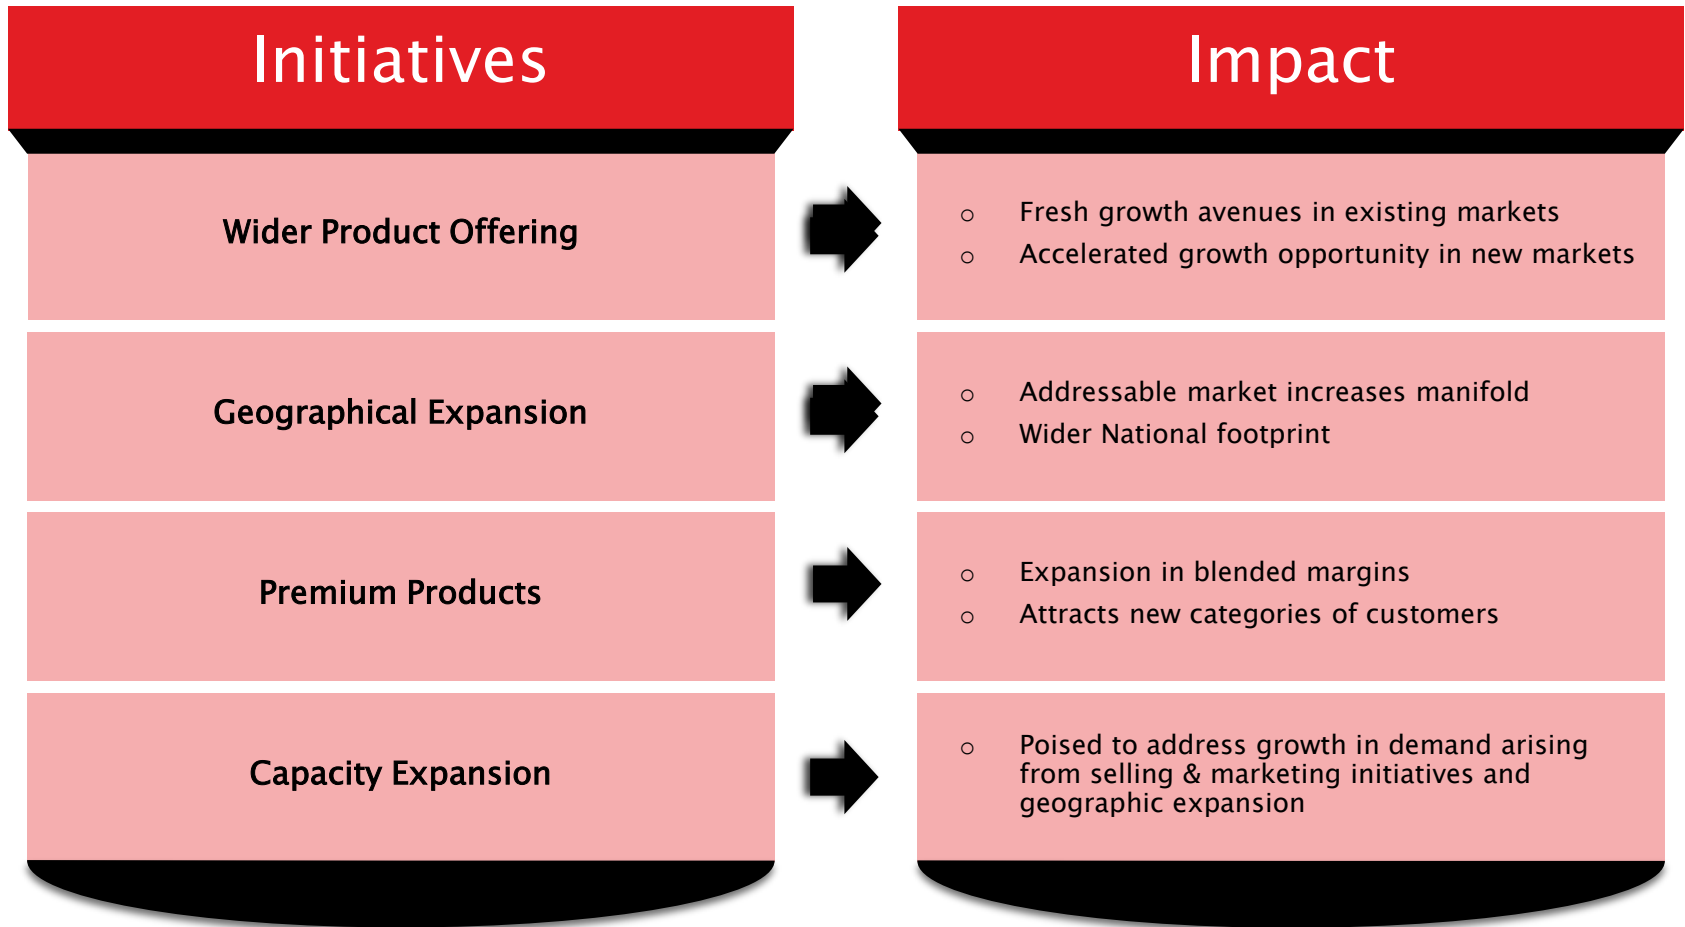 Initiatives
Impact
Wider Product Offering
o Fresh growth avenues in existing markets
o Accelerated growth opportunity in new markets
Geographical Expansion
o Addressable market increases manifold
o Wider National footprint
Premium Products
o Expansion in blended margins
o Attracts new categories of customers
Capacity Expansion
o Poised to address growth in demand arising
from selling & marketing initiatives and
geographic expansion